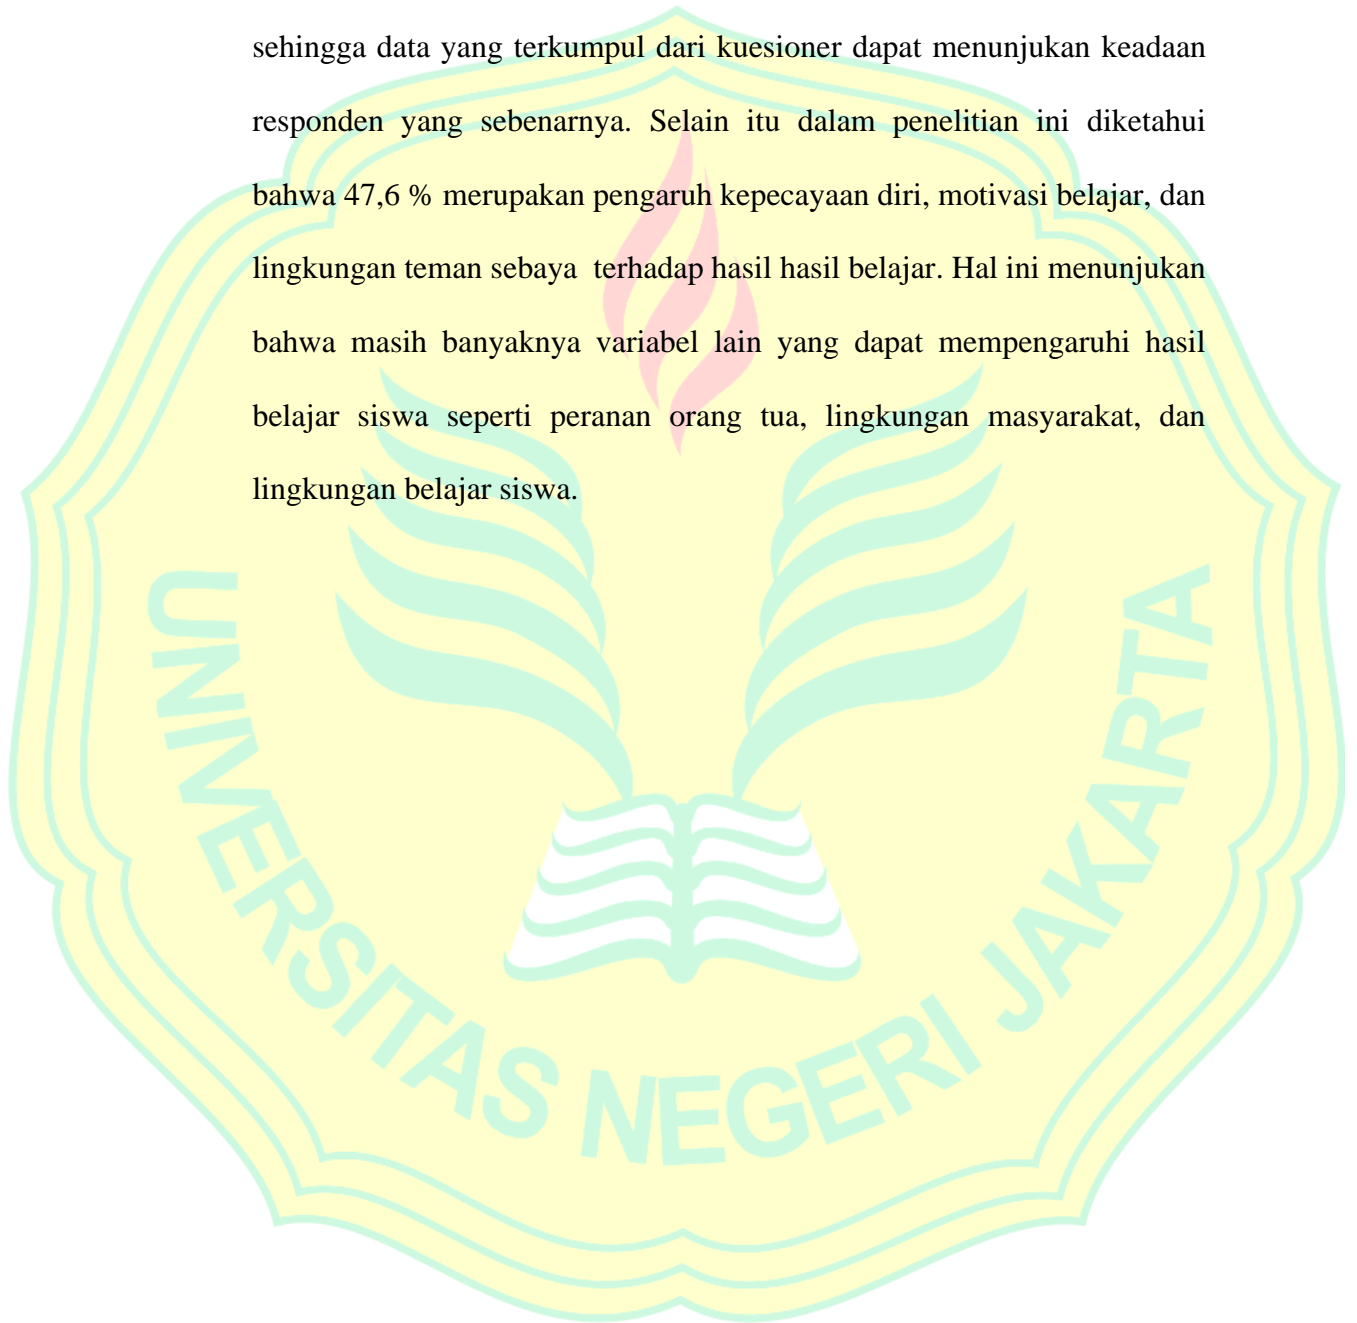 sehingga data yang terkumpul dari kuesioner dapat menunjukan keadaan
responden yang sebenarnya. Selain itu dalam penelitian ini diketahui
bahwa 47,6 % merupakan pengaruh kepecayaan diri, motivasi belajar, dan
lingkungan teman sebaya terhadap hasil hasil belajar. Hal ini menunjukan
bahwa masih banyaknya variabel lain yang dapat mempengaruhi hasil
belajar siswa seperti peranan orang tua, lingkungan masyarakat, dan
lingkungan belajar siswa.
UNIVERSITAS NEGERI JAKARTA